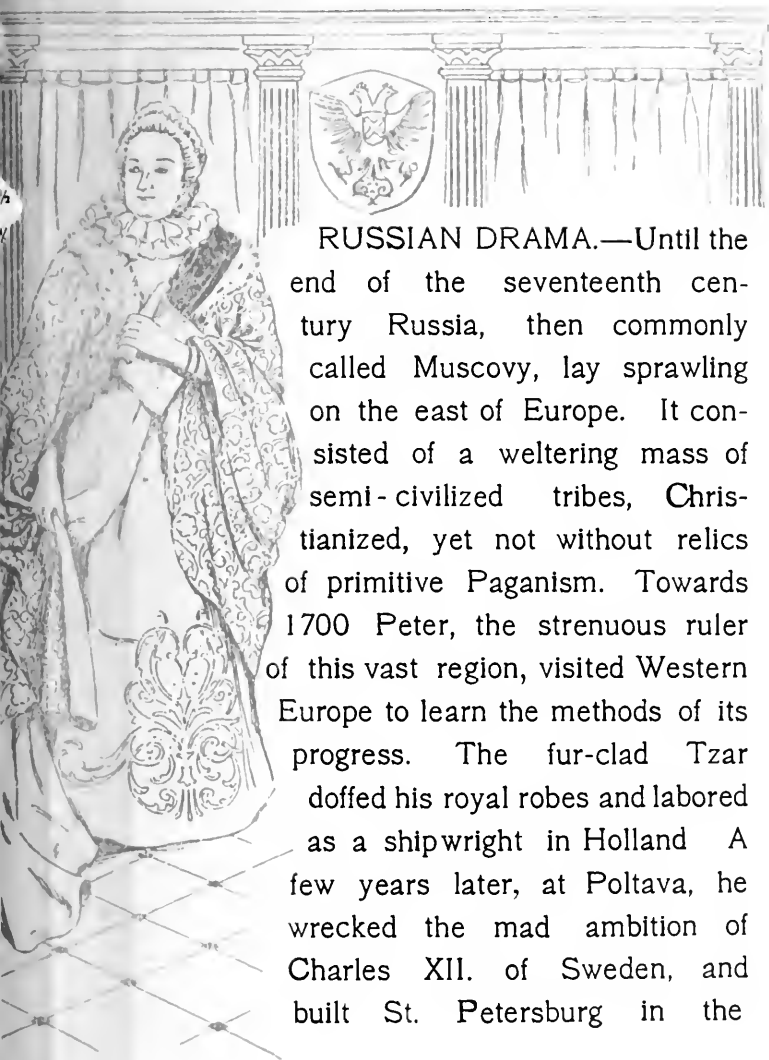 RUSSIAN DRAMA.—Until the
end of the seventeenth cen-
tury Russia, then commonly
called Muscovy, lay sprawling
on the east of Europe. It con-
sisted of a weltering mass of
semi-civilized tribes, Chris-
tianized, yet not without relics
of primitive Paganism. Towards
1700 Peter, the strenuous ruler
of this vast region, visited Western
Europe to learn the methods of its
progress. The fur-clad Tzar
doffed his royal robes and labored
as a shipwright in Holland A
few years later, at Poltava, he
wrecked the mad ambition of
Charles XII. of Sweden, and
built St. Petersburg in the